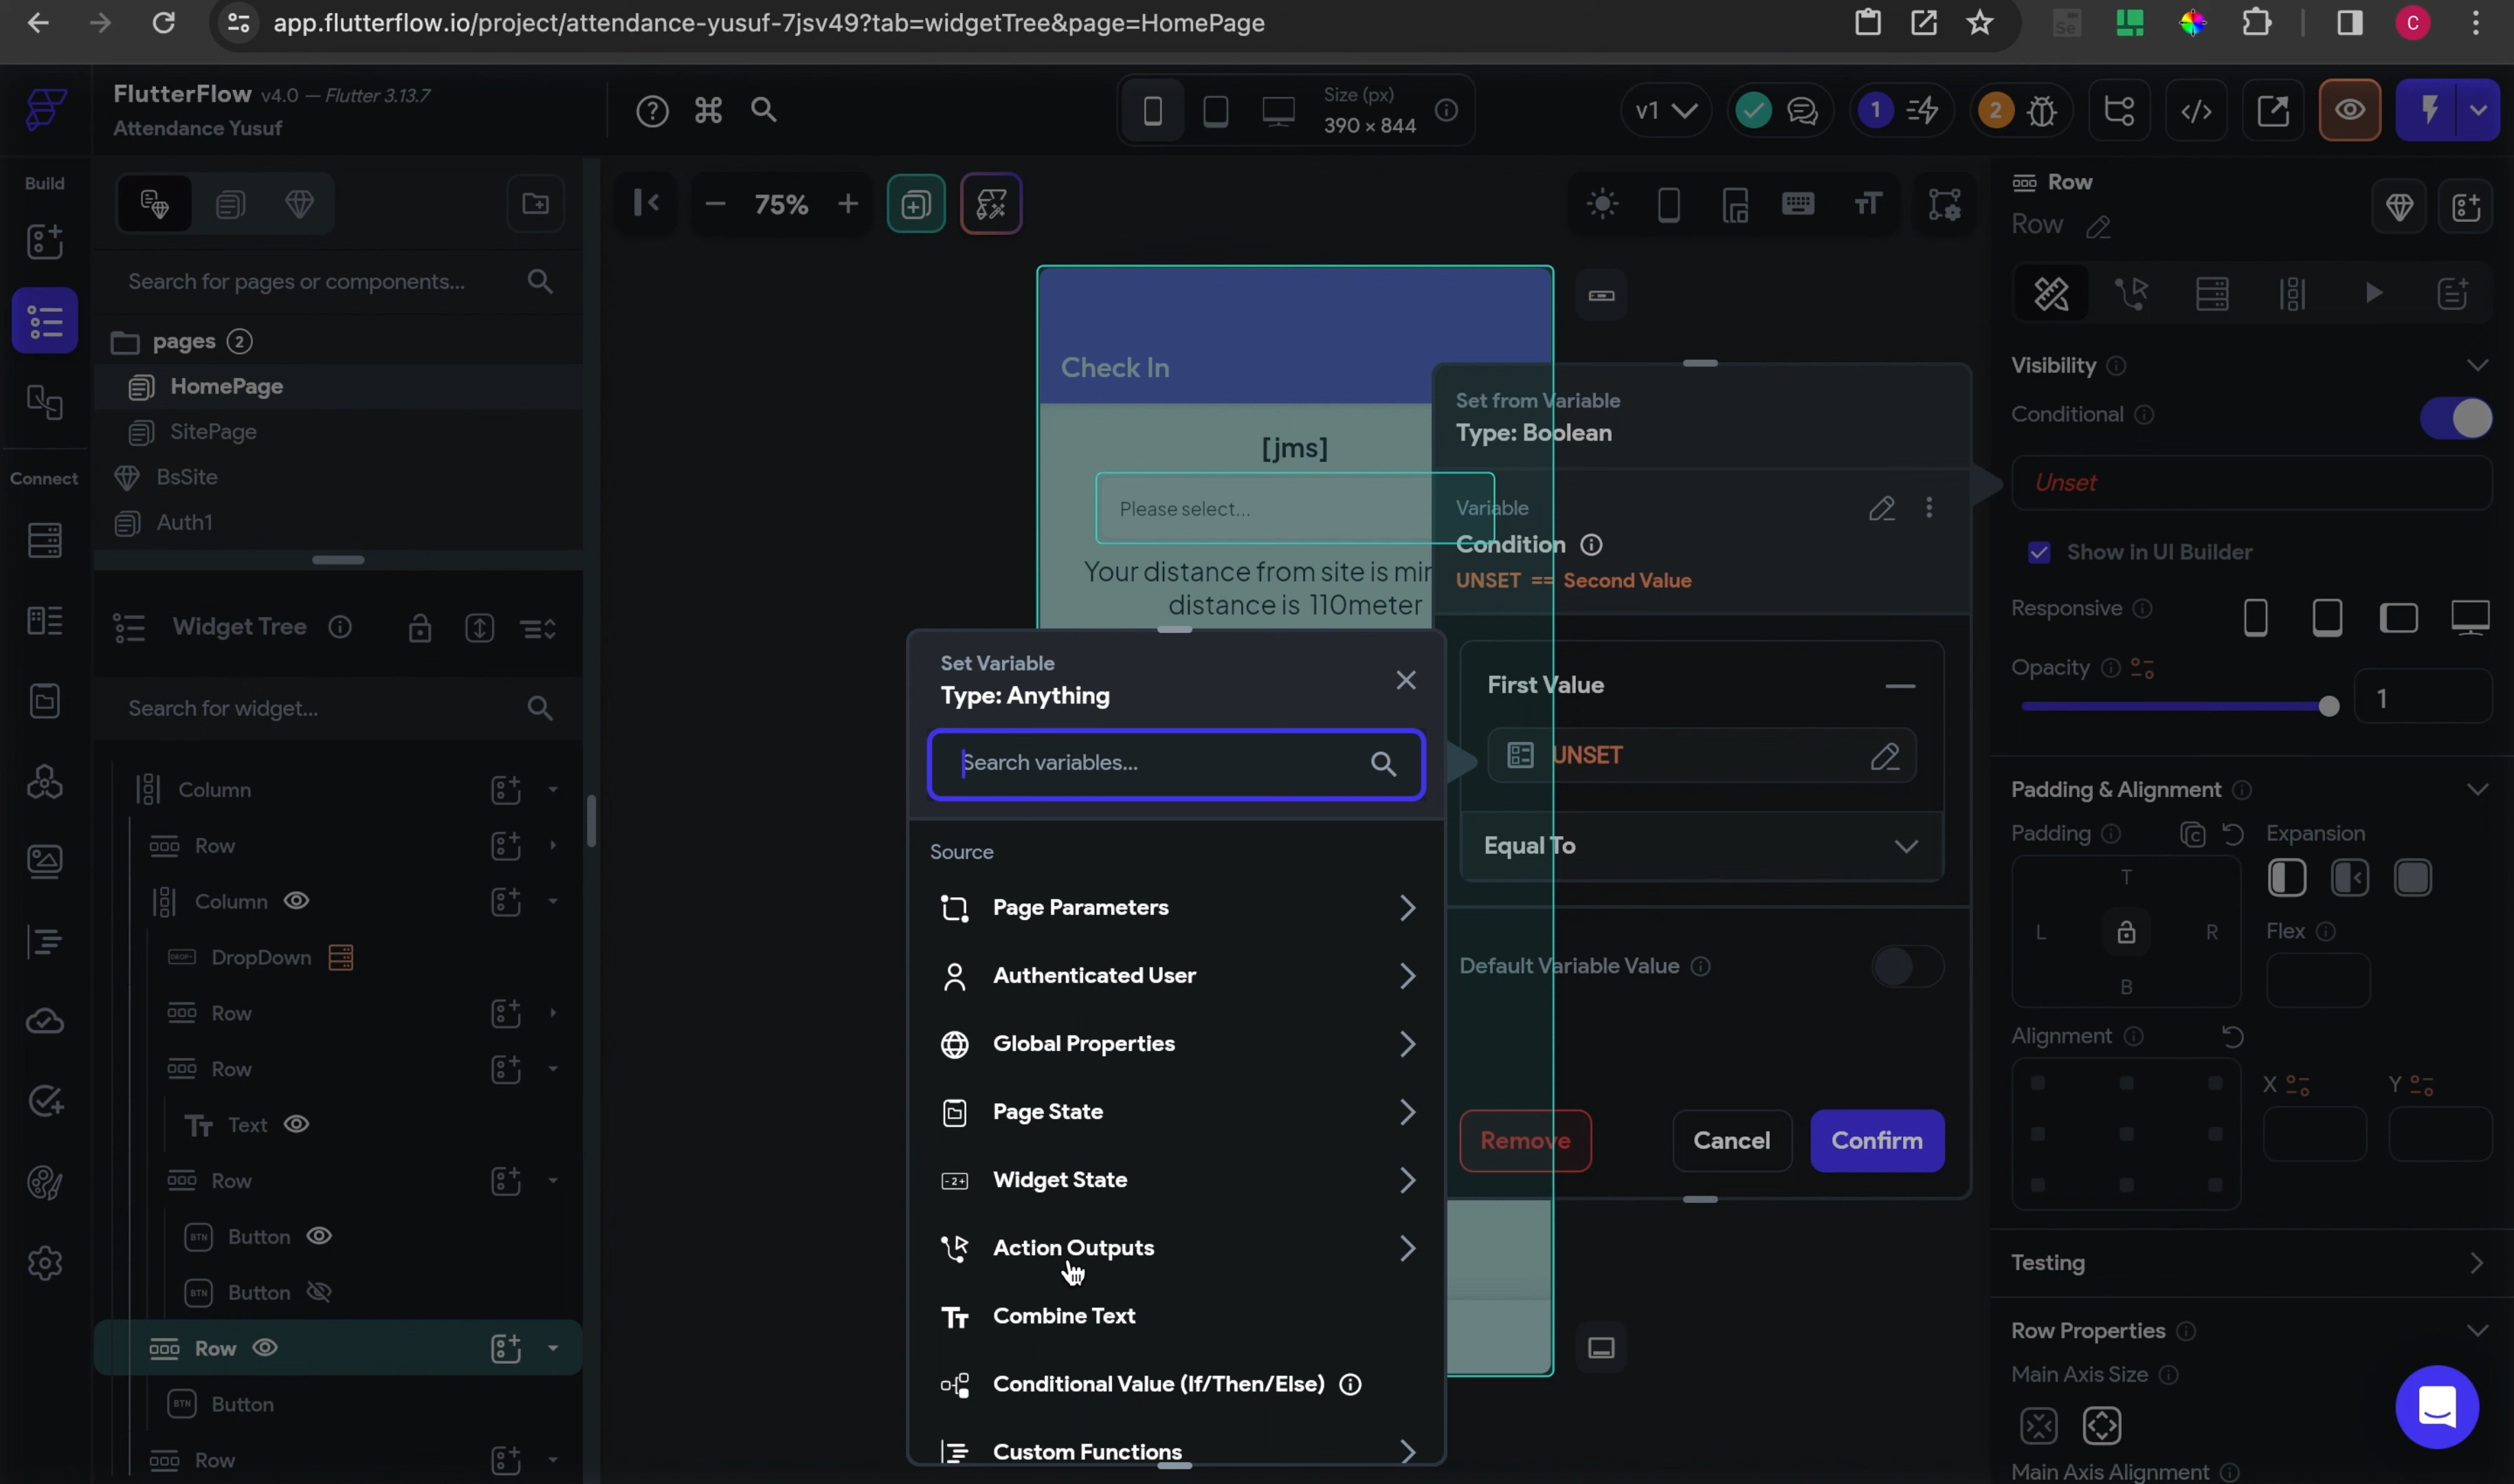 app.flutterflow.io/project/attendance-yusuf-7jsv49?tab=widgetTree&page=HomePage
C
FlutterFlow v4.0 — Flutter 3.13.7
Attendance Yusuf
Size (px)
390 × 844
v1
1
2
Build
Connect
75%
Search for pages or components...
pages 2
HomePage
SitePage
BsSite
Auth1
Widget Tree
Search for widget...
Column
Row
Column
DropDown
Row
Row
Text
Row
Button
Button
Row
Button
Row
Check In
[jms]
Please select...
Your distance from site is mir
distance is 110meter
Set from Variable
Type: Boolean
Variable
Condition
UNSET == Second Value
First Value
UNSET
Equal To
Default Variable Value
Remove
Cancel
Confirm
Set Variable
Type: Anything
Search variables...
Source
Page Parameters
Authenticated User
Global Properties
Page State
Widget State
Action Outputs
Combine Text
Conditional Value (If/Then/Else)
Custom Functions
Row
Row
Visibility
Conditional
Unset
Show in UI Builder
Responsive
Opacity
1
Padding & Alignment
Padding
Expansion
T
L
R
B
Flex
Alignment
X
Y
Testing
Row Properties
Main Axis Size
Main Axis Alignment